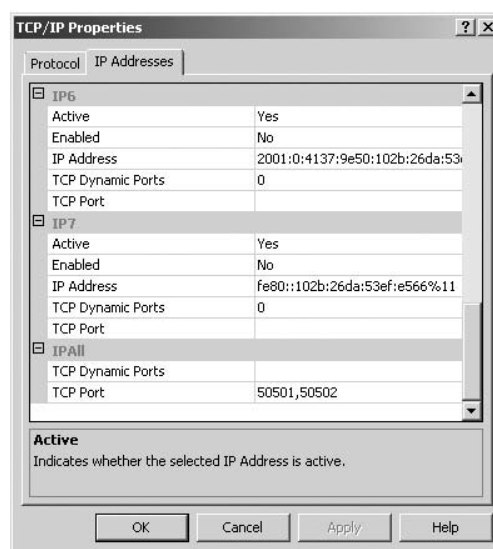 TCP/IP Properties
? X
Protocol IP Addresses
IP6
Active Yes
Enabled No
IP Address 2001:0:4137:9e50:102b:26da:53
TCP Dynamic Ports 0
TCP Port
IP7
Active Yes
Enabled No
IP Address fe80::102b:26da:53ef:e566%11
TCP Dynamic Ports 0
TCP Port
IPAll
TCP Dynamic Ports
TCP Port 50501,50502
Active
Indicates whether the selected IP Address is active.
OK Cancel Apply Help